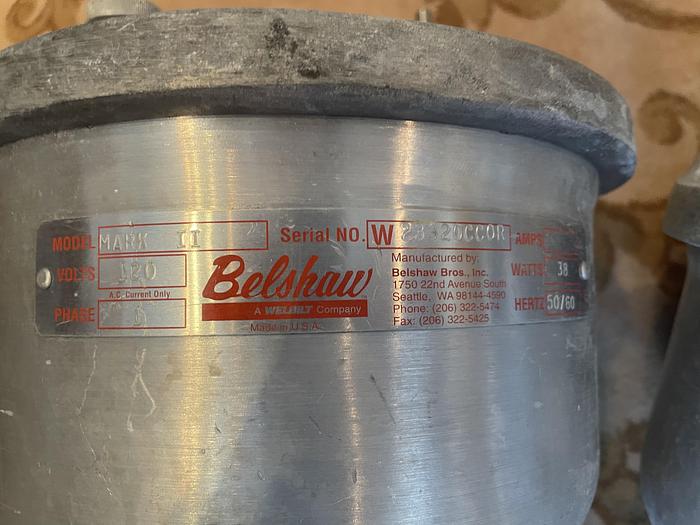 MODEL MARK II
Serial NO. W
AMPS
VOLTS 120
A.C. Current Only
PHASE
Belshaw
A WELBILT Company
Made in U.S.A.
Manufactured by:
Belshaw Bros., Inc.
1750 22nd Avenue South
Seattle, WA 98144-4590
Phone: (206) 322-5474
Fax: (206) 322-5425
WATTS 38
HERTZ 50/60